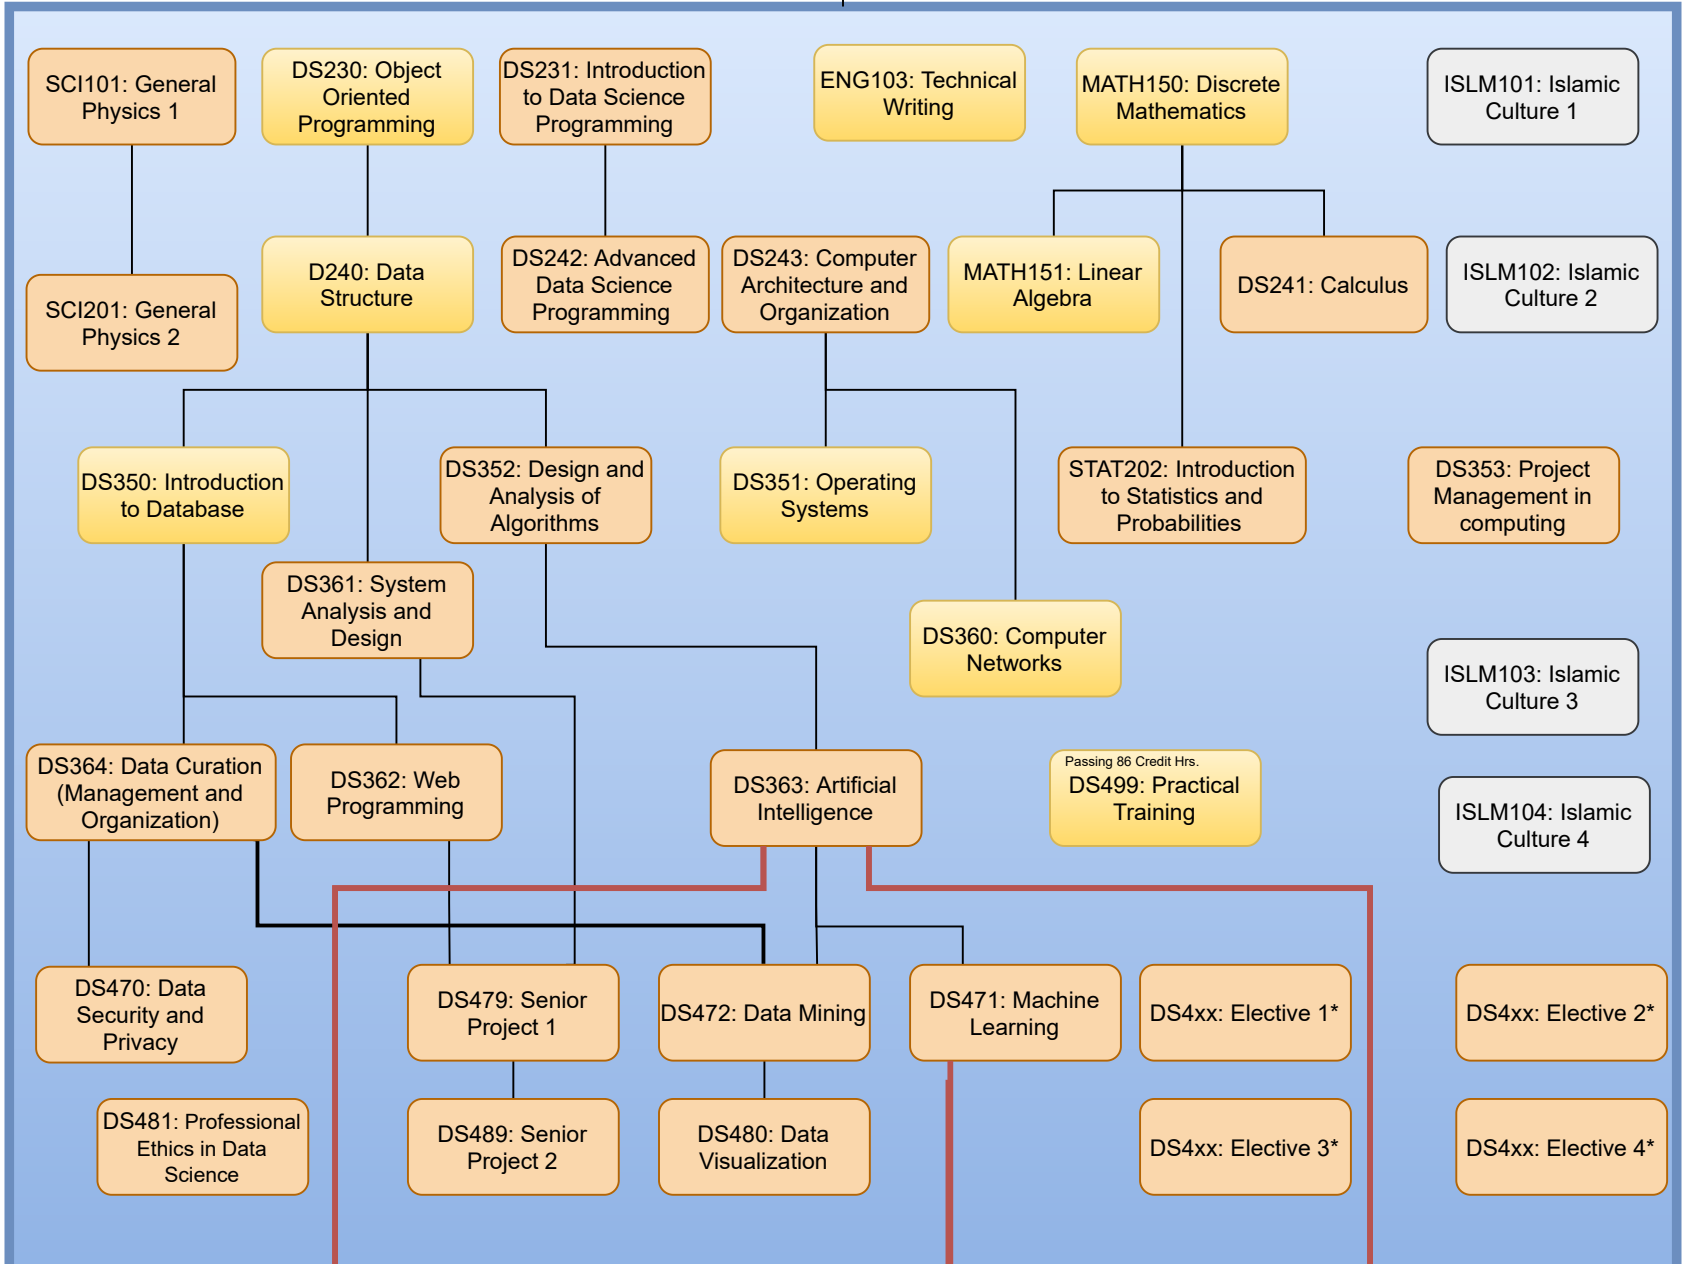 SCI101: General
Physics 1
DS230: Object
Oriented
Programming
DS231: Introduction
to Data Science
Programming
ENG103: Technical
Writing
MATH150: Discrete
Mathematics
ISLM101: Islamic
Culture 1
SCI201: General
Physics 2
D240: Data
Structure
DS242: Advanced
Data Science
Programming
DS243: Computer
Architecture and
Organization
MATH151: Linear
Algebra
DS241: Calculus
ISLM102: Islamic
Culture 2
DS350: Introduction
to Database
DS352: Design and
Analysis of
Algorithms
DS351: Operating
Systems
STAT202: Introduction
to Statistics and
Probabilities
DS353: Project
Management in
computing
DS361: System
Analysis and
Design
DS360: Computer
Networks
ISLM103: Islamic
Culture 3
DS364: Data Curation
(Management and
Organization)
DS362: Web
Programming
DS363: Artificial
Intelligence
Passing 86 Credit Hrs.
DS499: Practical
Training
ISLM104: Islamic
Culture 4
DS470: Data
Security and
Privacy
DS479: Senior
Project 1
DS472: Data Mining
DS471: Machine
Learning
DS4xx: Elective 1*
DS4xx: Elective 2*
DS481: Professional
Ethics in Data
Science
DS489: Senior
Project 2
DS480: Data
Visualization
DS4xx: Elective 3*
DS4xx: Elective 4*